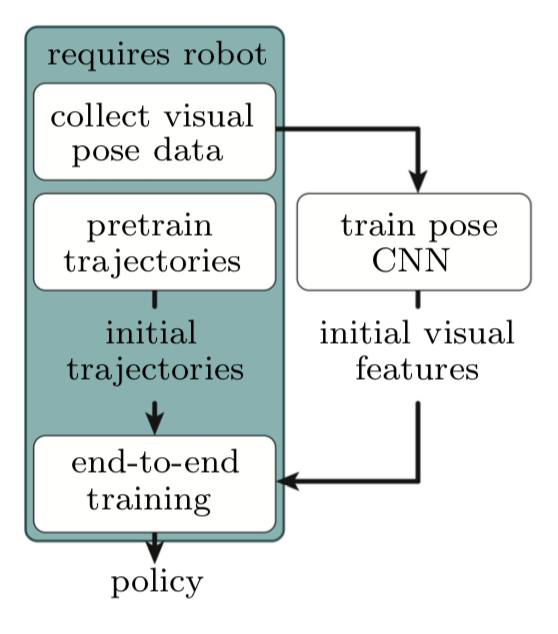 requires robot
collect visual
pose data
pretrain
trajectories
train pose
CNN
initial
trajectories
initial visual
features
end-to-end
training
policy